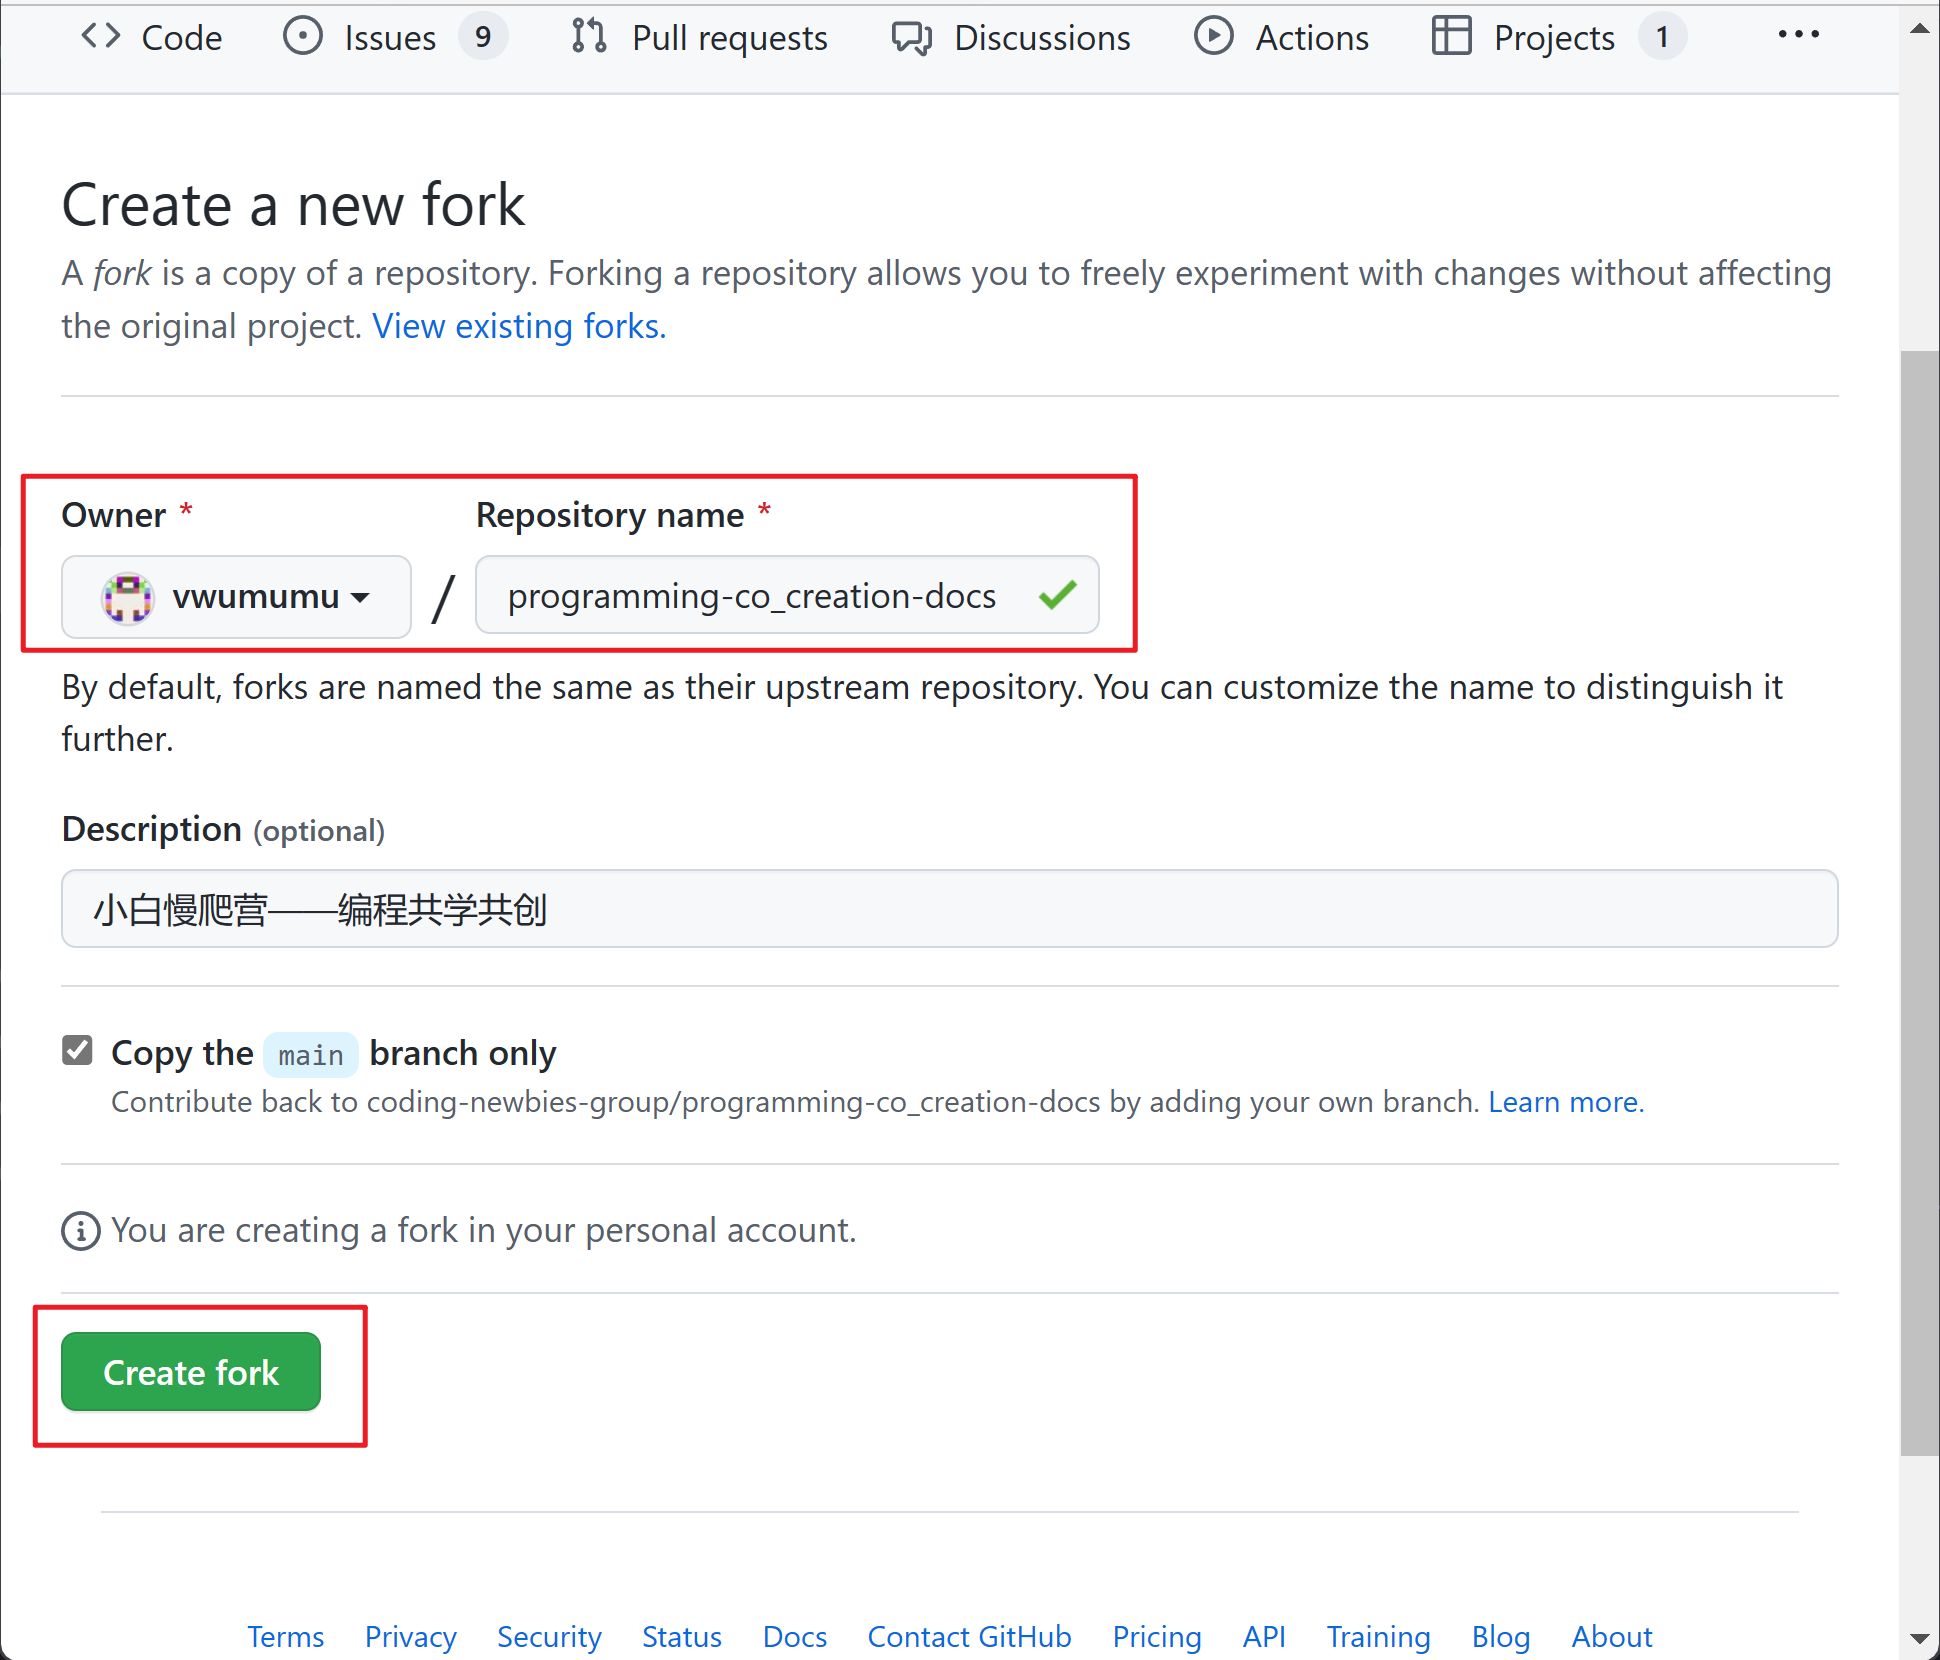 Code Issues 9 Pull requests Discussions Actions Projects 1 ...
Create a new fork
A fork is a copy of a repository. Forking a repository allows you to freely experiment with changes without affecting
the original project. View existing forks.
Owner * Repository name *
vwumumu / programming-co_creation-docs
By default, forks are named the same as their upstream repository. You can customize the name to distinguish it
further.
Description (optional)
小白慢爬营——编程共学共创
Copy the main branch only
Contribute back to coding-newbies-group/programming-co_creation-docs by adding your own branch. Learn more.
You are creating a fork in your personal account.
Create fork
Terms Privacy Security Status Docs Contact GitHub Pricing API Training Blog About